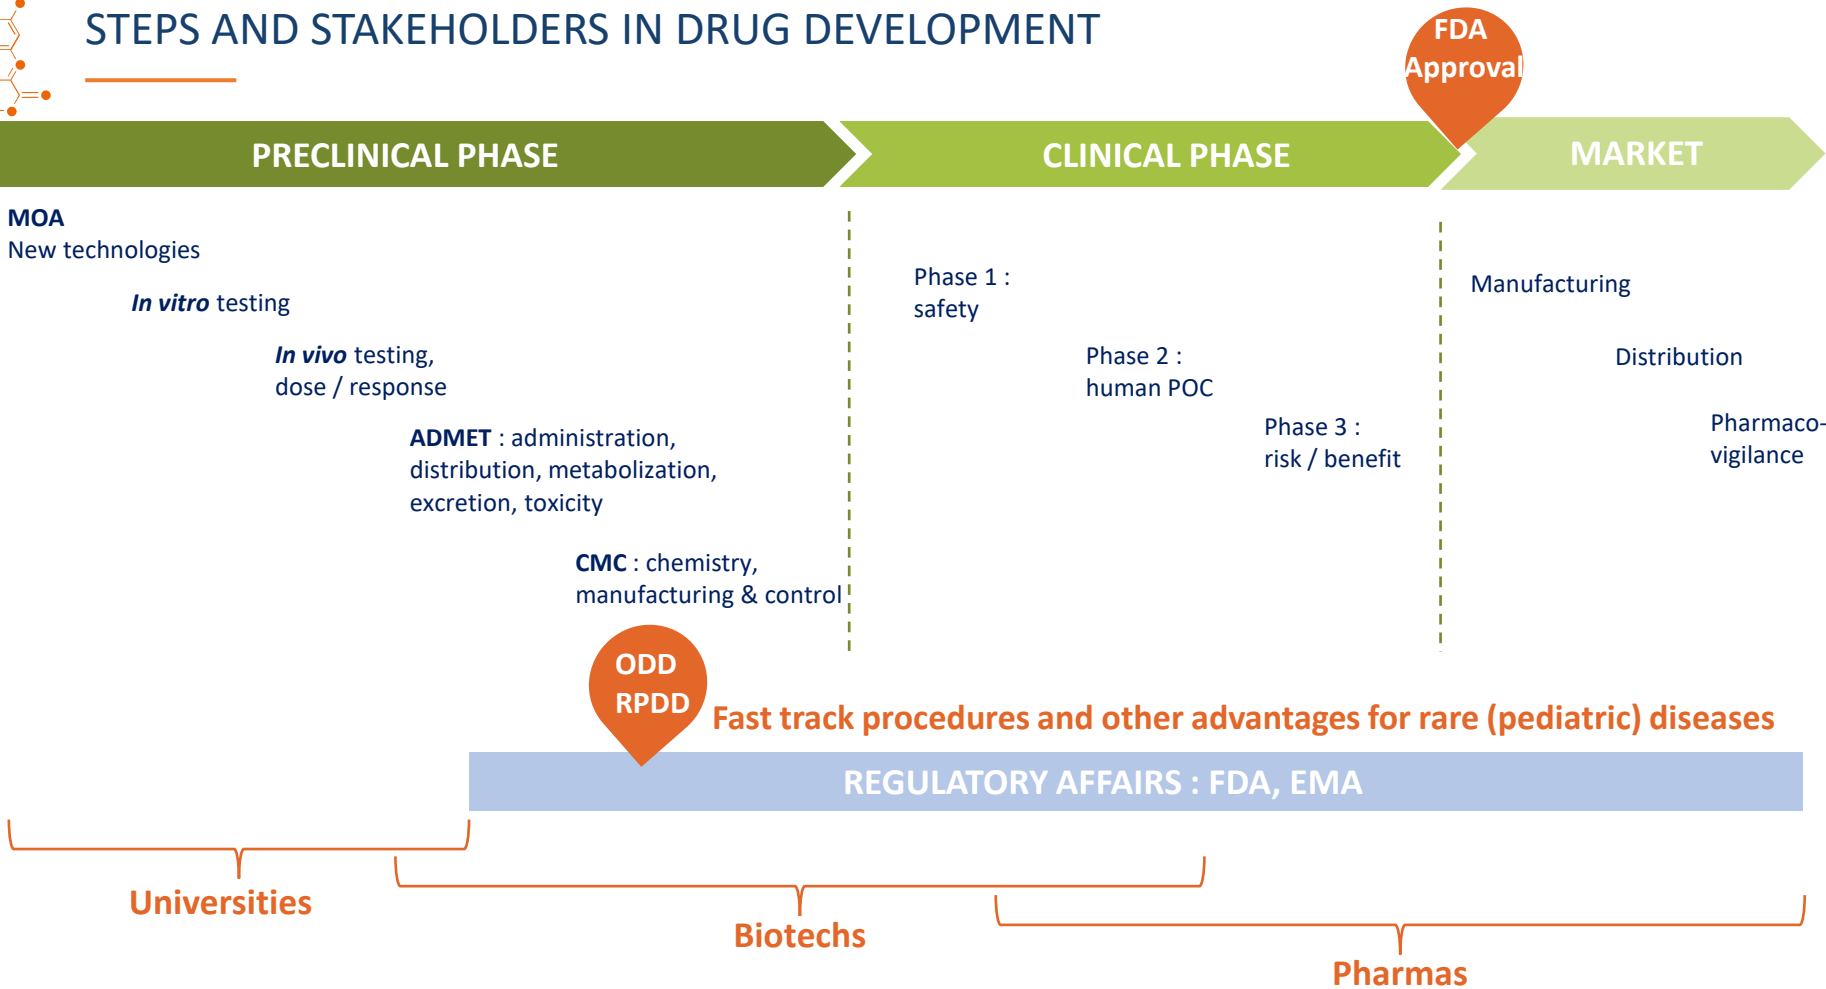 STEPS AND STAKEHOLDERS IN DRUG DEVELOPMENT
FDA
Approval
PRECLINICAL PHASE
CLINICAL PHASE
MARKET
MOA
New technologies
In vitro testing
In vivo testing,
dose / response
ADMET : administration,
distribution, metabolization,
excretion, toxicity
CMC : chemistry,
manufacturing & control
Phase 1 :
safety
Phase 2 :
human POC
Phase 3 :
risk / benefit
Manufacturing
Distribution
Pharmaco-
vigilance
ODD
RPDD
Fast track procedures and other advantages for rare (pediatric) diseases
REGULATORY AFFAIRS : FDA, EMA
Universities
Biotechs
Pharmas